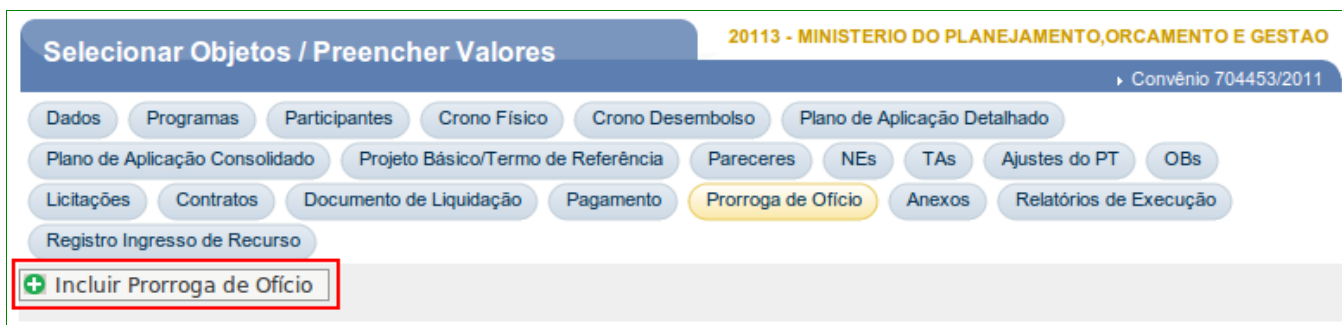 Selecionar Objetos / Preencher Valores
20113 - MINISTERIO DO PLANEJAMENTO,ORCAMENTO E GESTAO
Convênio 704453/2011
Dados Programas Participantes Crono Físico Crono Desembolso Plano de Aplicação Detalhado
Plano de Aplicação Consolidado Projeto Básico/Termo de Referência Pareceres NEs TAs Ajustes do PT OBs
Licitações Contratos Documento de Liquidação Pagamento Prorroga de Ofício Anexos Relatórios de Execução
Registro Ingresso de Recurso
Incluir Prorroga de Ofício